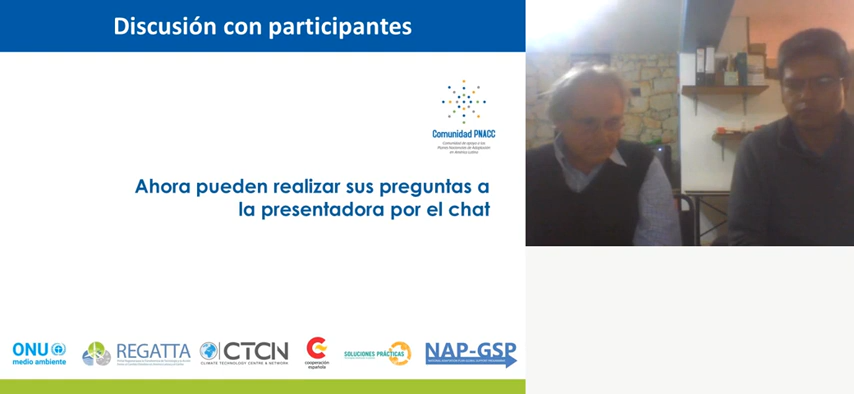 Discusión con participantes
Comunidad PNACC
Ahora pueden realizar sus preguntas a
la presentadora por el chat
ONU
medio ambiente
REGATTA
CTCN
CLIMATE TECHNOLOGY CENTRE & NETWORK
cooperación
española
SOLUCIONES PRÁCTICAS
NAP-GSP